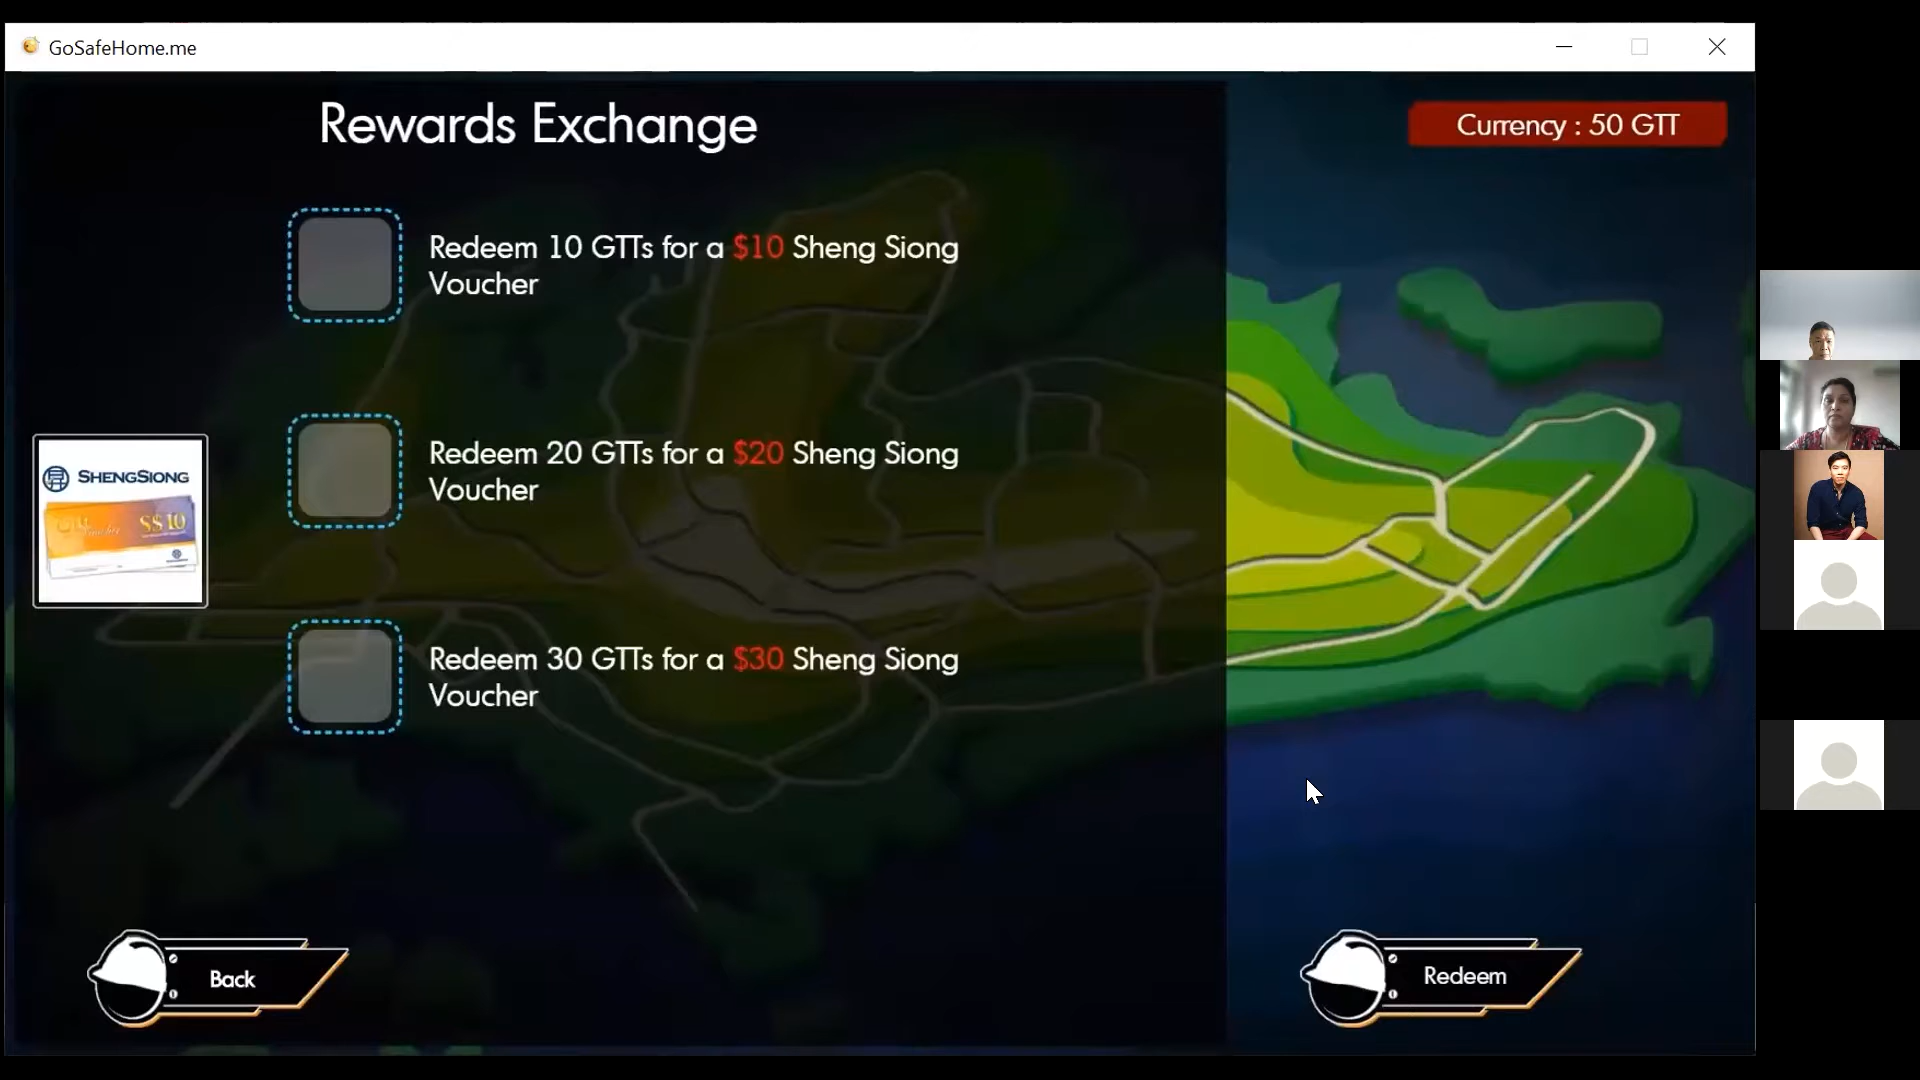 GoSafeHome.me
Rewards Exchange
Currency : 50 GTT
Redeem 10 GTTs for a $10 Sheng Siong
Voucher
Redeem 20 GTTs for a $20 Sheng Siong
Voucher
SHENGSIONG
S$10
Redeem 30 GTTs for a $30 Sheng Siong
Voucher
Back
Redeem